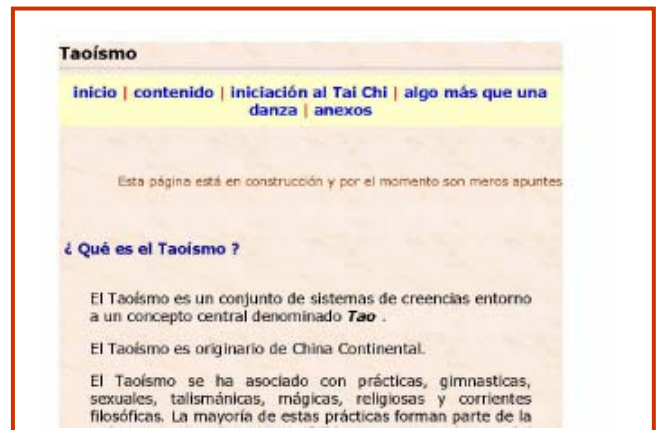 Taoísmo
inicio | contenido | iniciación al Tai Chi | algo más que una
danza | anexos
Esta página está en construcción y por el momento son meros apuntes
¿ Qué es el Taoísmo ?
El Taoísmo es un conjunto de sistemas de creencias entorno
a un concepto central denominado Tao .
El Taoísmo es originario de China Continental.
El Taoísmo se ha asociado con prácticas, gimnasticas,
sexuales, talismánicas, mágicas, religiosas y corrientes
filosóficas. La mayoría de estas prácticas forman parte de la